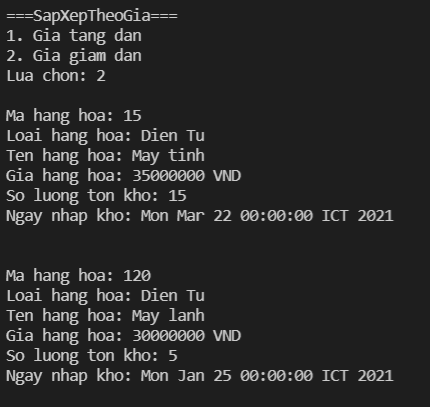 ===SapXepTheoGia===
1. Gia tang dan
2. Gia giam dan
Lua chon: 2
Ma hang hoa: 15
Loai hang hoa: Dien Tu
Ten hang hoa: May tinh
Gia hang hoa: 35000000 VND
So luong ton kho: 15
Ngay nhap kho: Mon Mar 22 00:00:00 ICT 2021
Ma hang hoa: 120
Loai hang hoa: Dien Tu
Ten hang hoa: May lanh
Gia hang hoa: 30000000 VND
So luong ton kho: 5
Ngay nhap kho: Mon Jan 25 00:00:00 ICT 2021